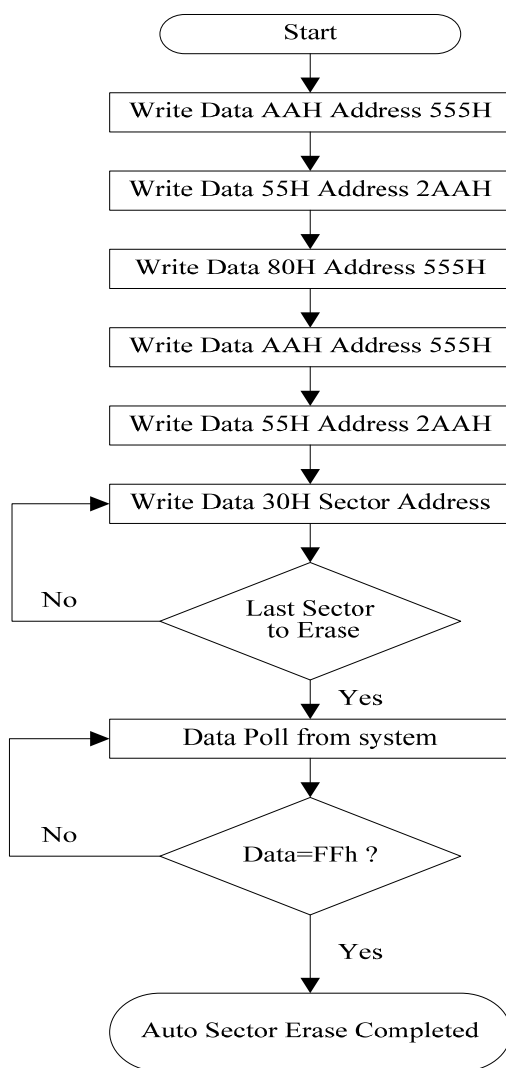 Start
Write Data AAH Address 555H
Write Data 55H Address 2AAH
Write Data 80H Address 555H
Write Data AAH Address 555H
Write Data 55H Address 2AAH
Write Data 30H Sector Address
No
Last Sector
to Erase
Yes
Data Poll from system
No
Data=FFh ?
Yes
Auto Sector Erase Completed